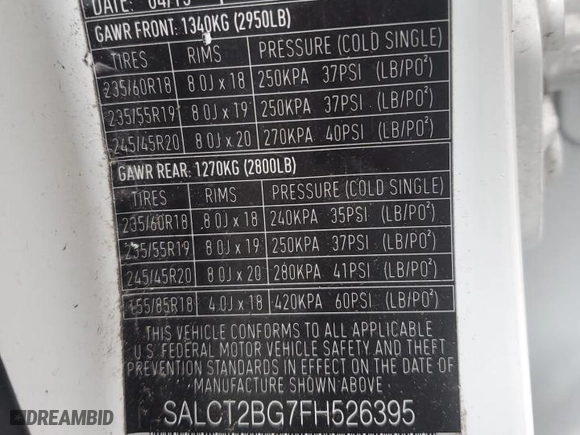 DATE: 04/15
GAWR FRONT: 1340KG (2950LB)
TIRES RIMS PRESSURE (COLD SINGLE)
235/60R18 8.0J x 18 250KPA 37PSI (LB/PO²)
235/55R19 8.0J x 19 250KPA 37PSI (LB/PO²)
245/45R20 8.0J x 20 270KPA 40PSI (LB/PO²)
GAWR REAR: 1270KG (2800LB)
TIRES RIMS PRESSURE (COLD SINGLE)
235/60R18 8.0J x 18 240KPA 35PSI (LB/PO²)
235/55R19 8.0J x 19 250KPA 37PSI (LB/PO²)
245/45R20 8.0J x 20 280KPA 41PSI (LB/PO²)
155/85R18 4.0J x 18 420KPA 60PSI (LB/PO²)
THIS VEHICLE CONFORMS TO ALL APPLICABLE
U.S. FEDERAL MOTOR VEHICLE SAFETY AND THEFT
PREVENTION STANDARDS IN EFFECT ON THE DATE
OF MANUFACTURE SHOWN ABOVE.
SALCT2BG7FH526395
DREAMBID